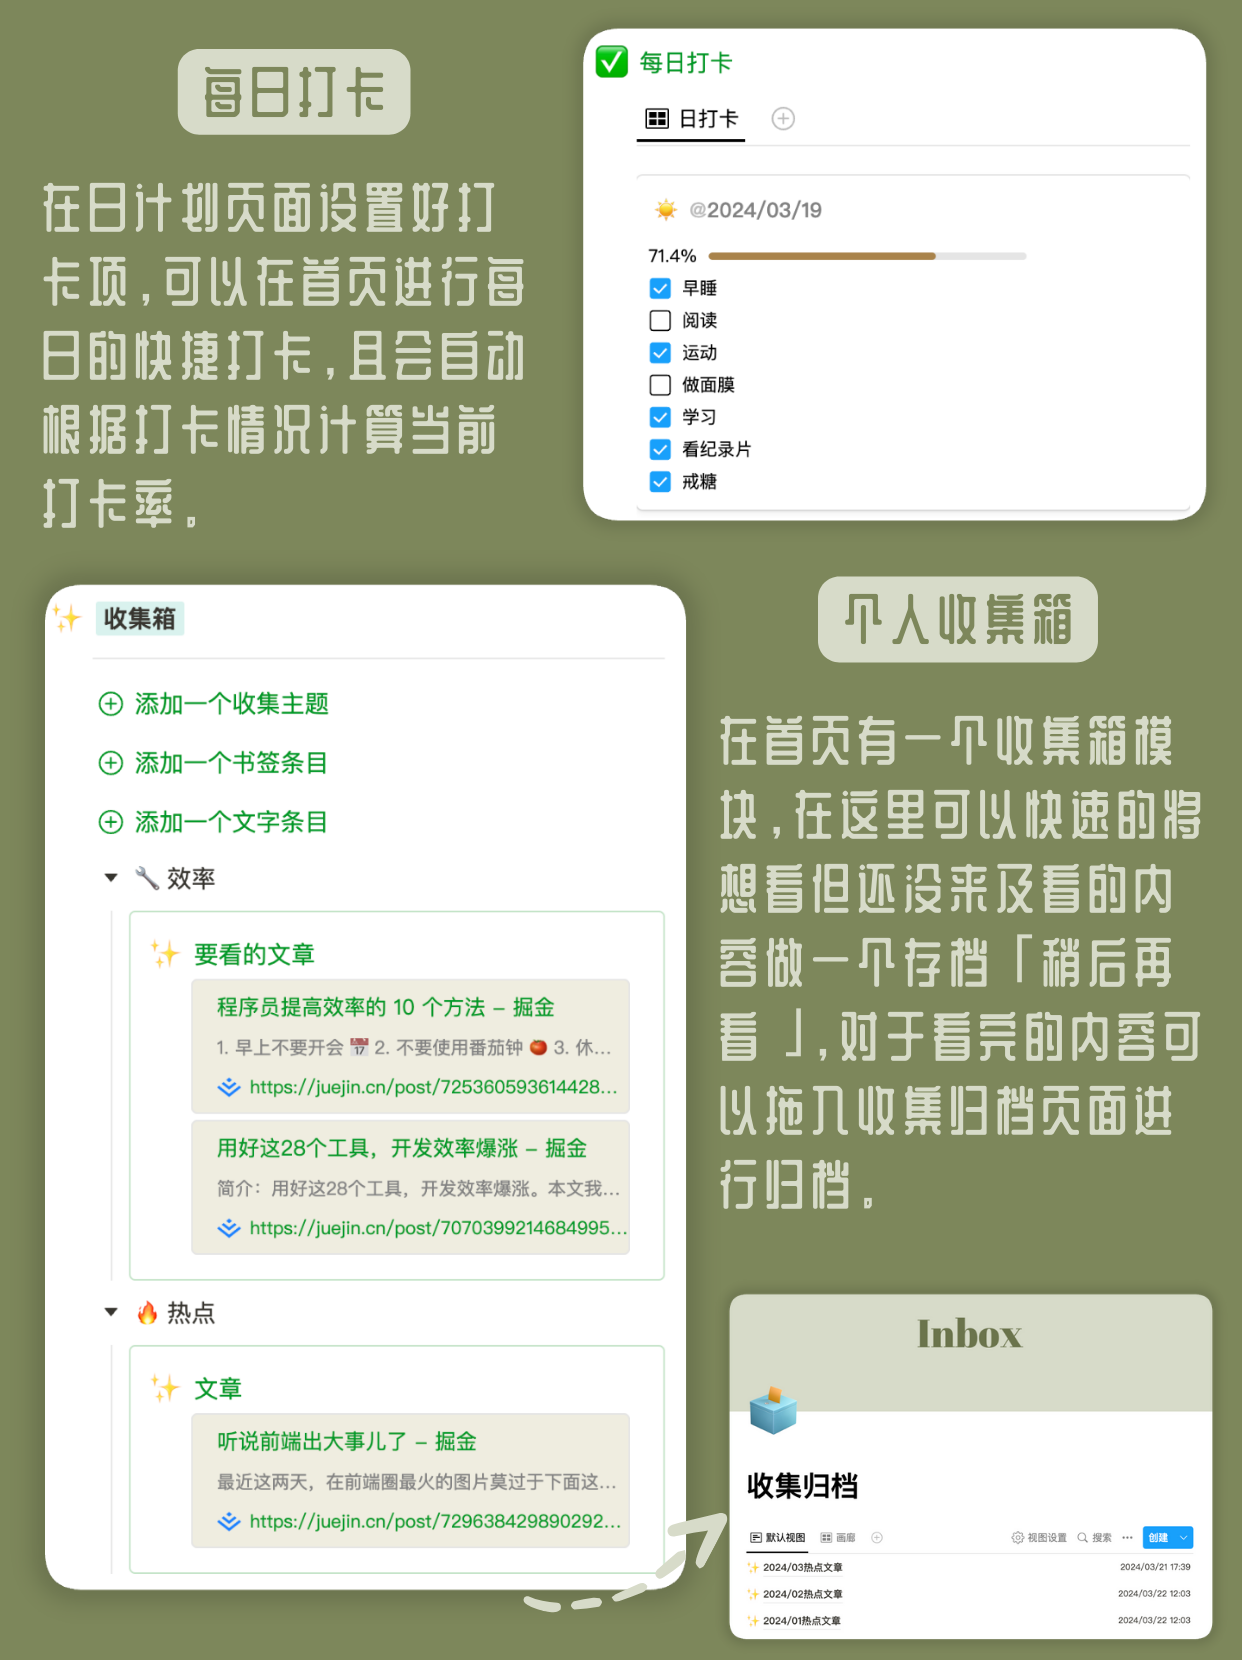 每日打卡
在日计划页面设置好打
卡项,可以在首页进行每
日的快捷打卡,且会自动
根据打卡情况计算当前
打卡率。
每日打卡
日打卡
@2024/03/19
71.4%
早睡
阅读
运动
做面膜
学习
看纪录片
戒糖
收集箱
添加一个收集主题
添加一个书签条目
添加一个文字条目
效率
要看的文章
程序员提高效率的 10 个方法 – 掘金
1. 早上不要开会 📅 2. 不要使用番茄钟 🍅 3. 休...
https://juejin.cn/post/725360593614428...
用好这28个工具，开发效率爆涨 – 掘金
简介：用好这28个工具，开发效率爆涨。本文我...
https://juejin.cn/post/7070399214684995...
热点
文章
听说前端出大事儿了 – 掘金
最近这两天，在前端圈最火的图片莫过于下面这...
https://juejin.cn/post/729638429890292...
个人收集箱
在首页有一个收集箱模
块,在这里可以快速的将
想看但还没来及看的内
容做一个存档「稍后再
看」,对于看完的内容可
以拖入收集归档页面进
行归档。
Inbox
收集归档
默认视图 画廊 视图设置 搜索 ··· 创建
2024/03热点文章 2024/03/21 17:39
2024/02热点文章 2024/03/22 12:03
2024/01热点文章 2024/03/22 12:03